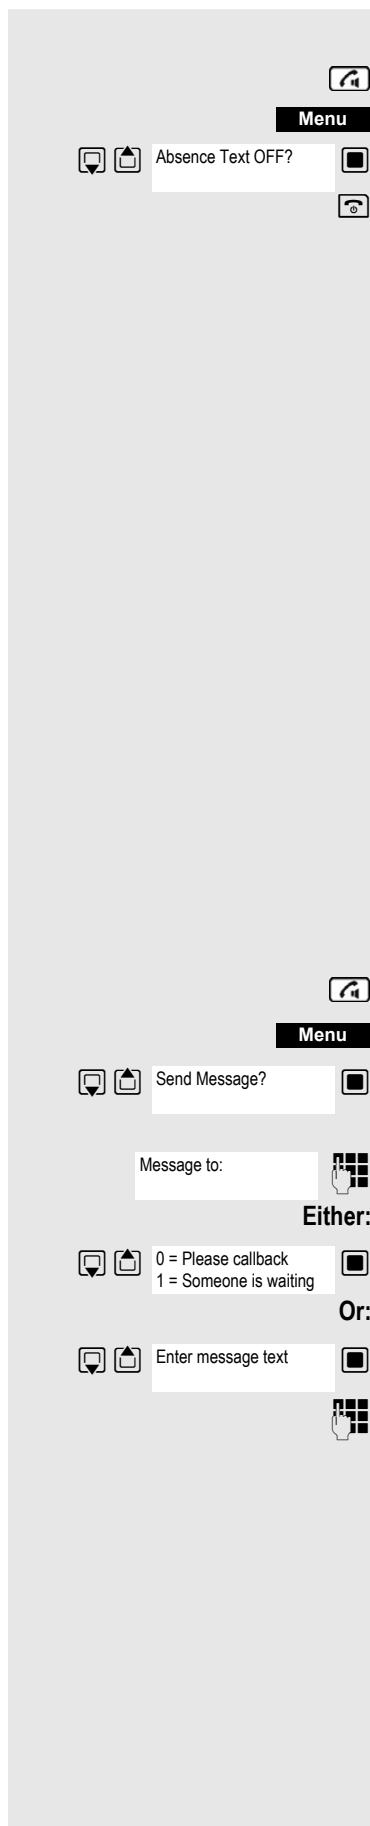 Menu
Absence Text OFF?
Menu
Send Message?
Message to:
Either:
0 = Please callback
1 = Someone is waiting
Or:
Enter message text